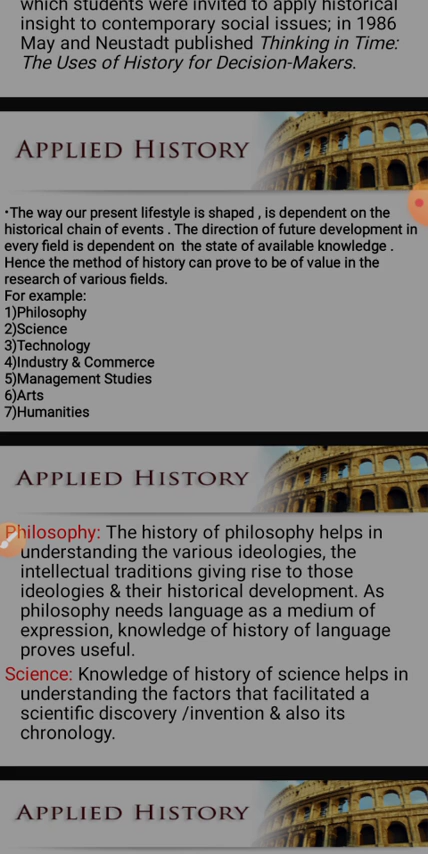 which students were invited to apply historical
insight to contemporary social issues; in 1986
May and Neustadt published Thinking in Time:
The Uses of History for Decision-Makers.
APPLIED HISTORY
•The way our present lifestyle is shaped , is dependent on the
historical chain of events . The direction of future development in
every field is dependent on the state of available knowledge .
Hence the method of history can prove to be of value in the
research of various fields.
For example:
1)Philosophy
2)Science
3)Technology
4)Industry & Commerce
5)Management Studies
6)Arts
7)Humanities
APPLIED HISTORY
Philosophy: The history of philosophy helps in
understanding the various ideologies, the
intellectual traditions giving rise to those
ideologies & their historical development. As
philosophy needs language as a medium of
expression, knowledge of history of language
proves useful.
Science: Knowledge of history of science helps in
understanding the factors that facilitated a
scientific discovery /invention & also its
chronology.
APPLIED HISTORY